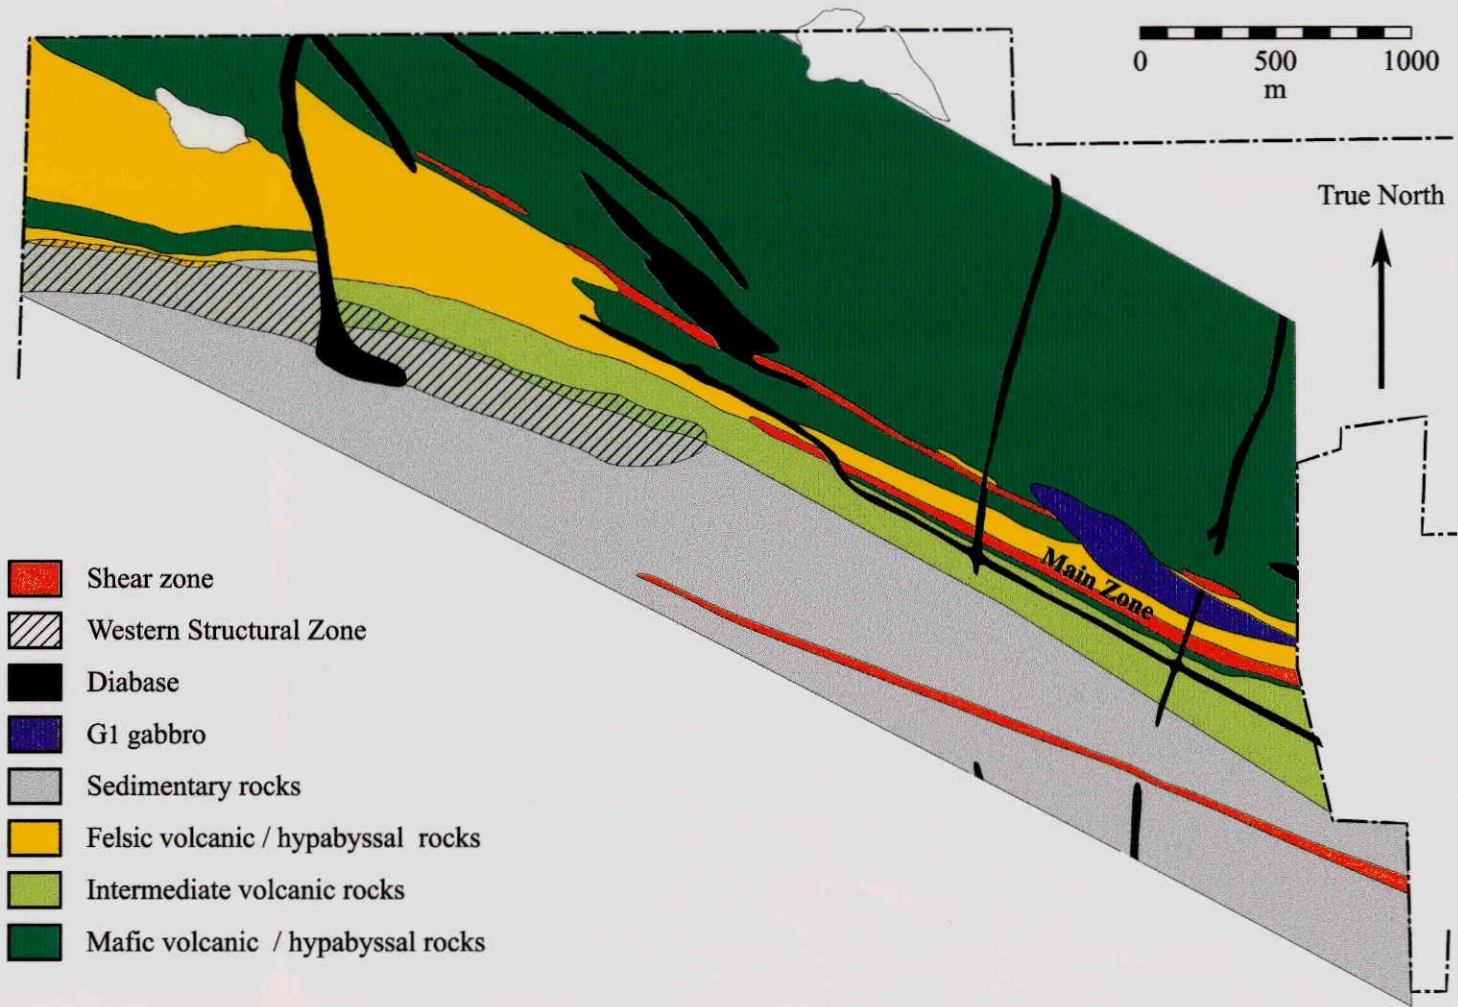 0 500 1000
m
True North
Main Zone
Shear zone
Western Structural Zone
Diabase
G1 gabbro
Sedimentary rocks
Felsic volcanic / hypabyssal rocks
Intermediate volcanic rocks
Mafic volcanic / hypabyssal rocks